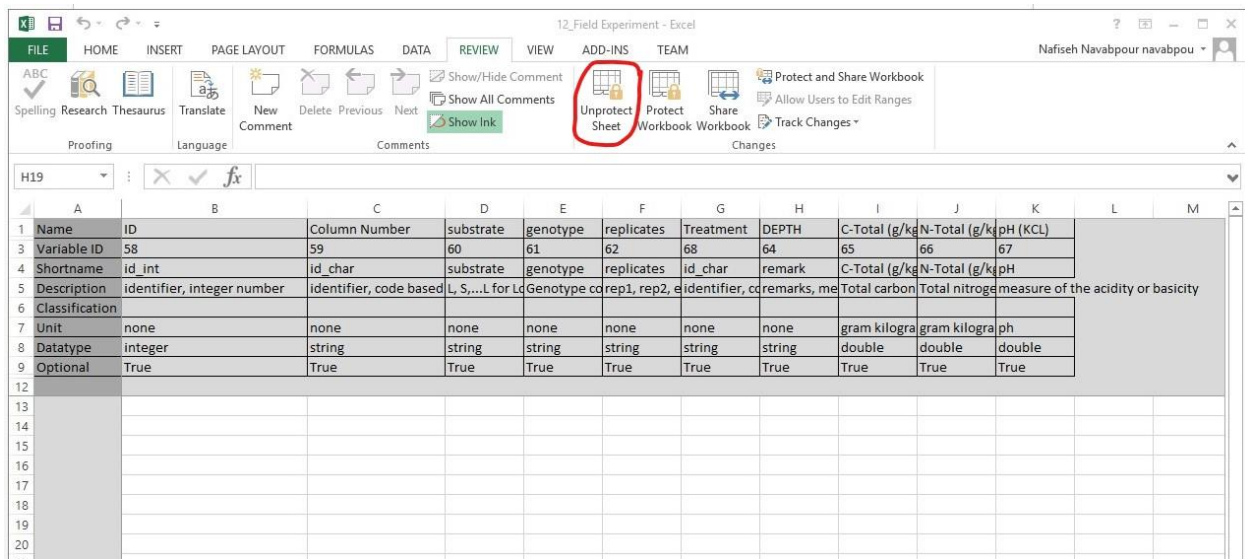 12_Field Experiment - Excel
FILE HOME INSERT PAGE LAYOUT FORMULAS DATA REVIEW VIEW ADD-INS TEAM Nafiseh Navabpour navabpou
ABC
Spelling Research Thesaurus Translate New Comment Delete Previous Next Show/Hide Comment
Show All Comments
Show Ink
Unprotect Sheet Protect Workbook Share Workbook Protect and Share Workbook
Allow Users to Edit Ranges
Track Changes
Proofing Language Comments Changes
H19 fx
A B C D E F G H I J K L M
1 Name ID Column Number substrate genotype replicates Treatment DEPTH C-Total (g/kg N-Total (g/kg pH (KCL)
3 Variable ID 58 59 60 61 62 68 64 65 66 67
4 Shortname id_int id_char substrate genotype replicates id_char remark C-Total (g/kg N-Total (g/kg pH
5 Description identifier, integer number identifier, code based L, S,...L for Lo Genotype co rep1, rep2, e identifier, co remarks, me Total carbon Total nitroge measure of the acidity or basicity
6 Classification
7 Unit none none none none none none none gram kilogra gram kilogra ph
8 Datatype integer string string string string string string double double double
9 Optional True True True True True True True True True True
12
13
14
15
16
17
18
19
20